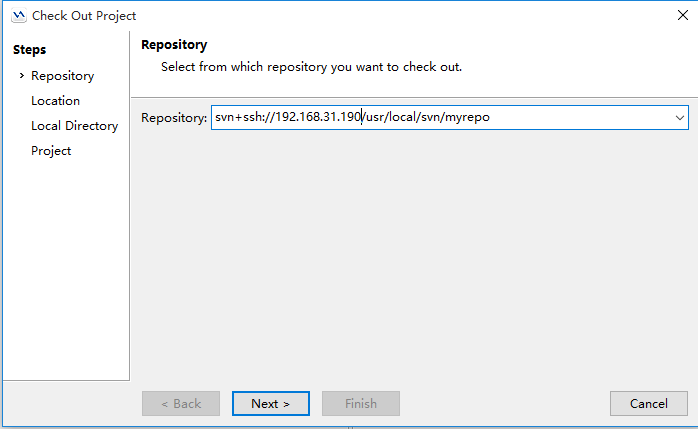 Check Out Project
Steps
› Repository
Location
Local Directory
Project
Repository
Select from which repository you want to check out.
Repository: svn+ssh://192.168.31.190/usr/local/svn/myrepo
< Back Next > Finish Cancel